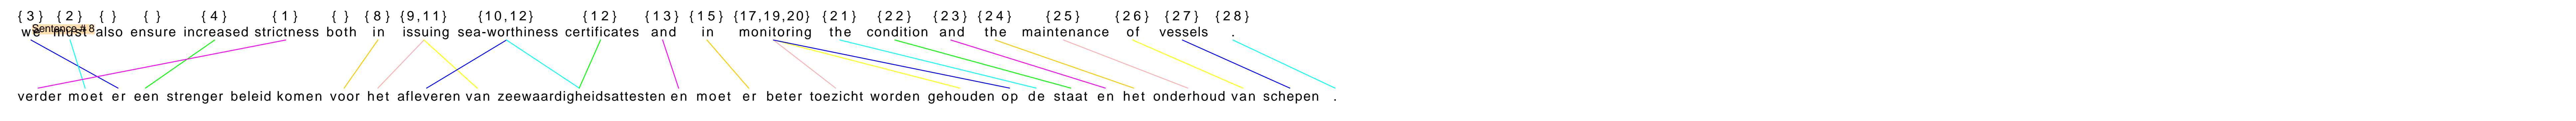 {3} {2} { } { } {4} {1} { } {8} {9,11} {10,12} {12} {13} {15} {17,19,20} {21} {22} {23} {24} {25} {26} {27} {28}
Sentence # 8
we must also ensure increased strictness both in issuing sea-worthiness certificates and in monitoring the condition and the maintenance of vessels .
verder moet er een strenger beleid komen voor het afleveren van zeewaardigheidsattesten en moet er beter toezicht worden gehouden op de staat en het onderhoud van schepen .